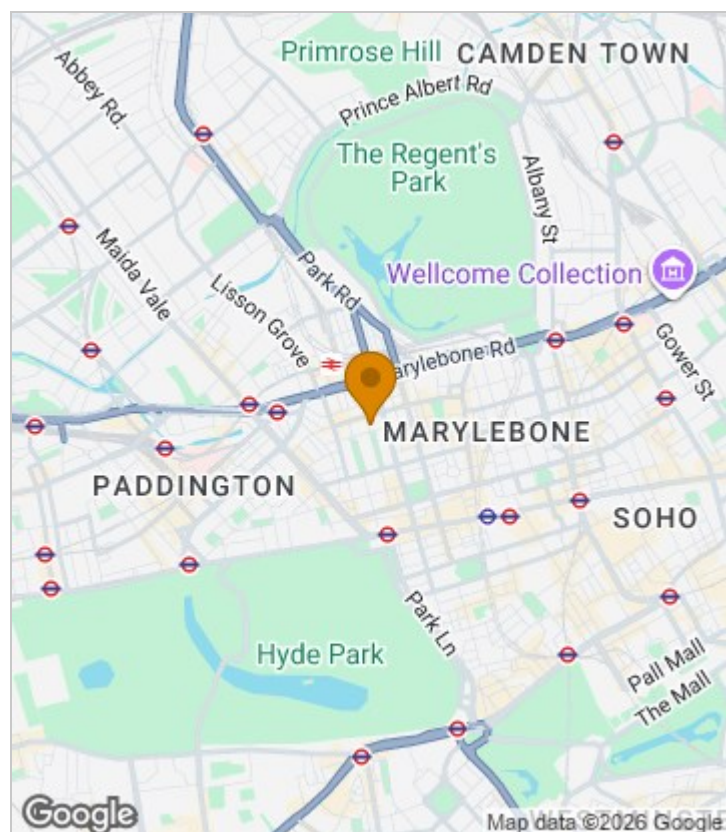 Primrose Hill
CAMDEN TOWN
Abbey Rd.
Prince Albert Rd
The Regent's
Park
Albany St
Maida Vale
Wellcome Collection
Lisson Grove
Park Rd
Gower St
arylebone Rd
MARYLEBONE
PADDINGTON
SOHO
Park Ln
Hyde Park
Pall Mall
The Mall
Google
Map data ©2026 Google